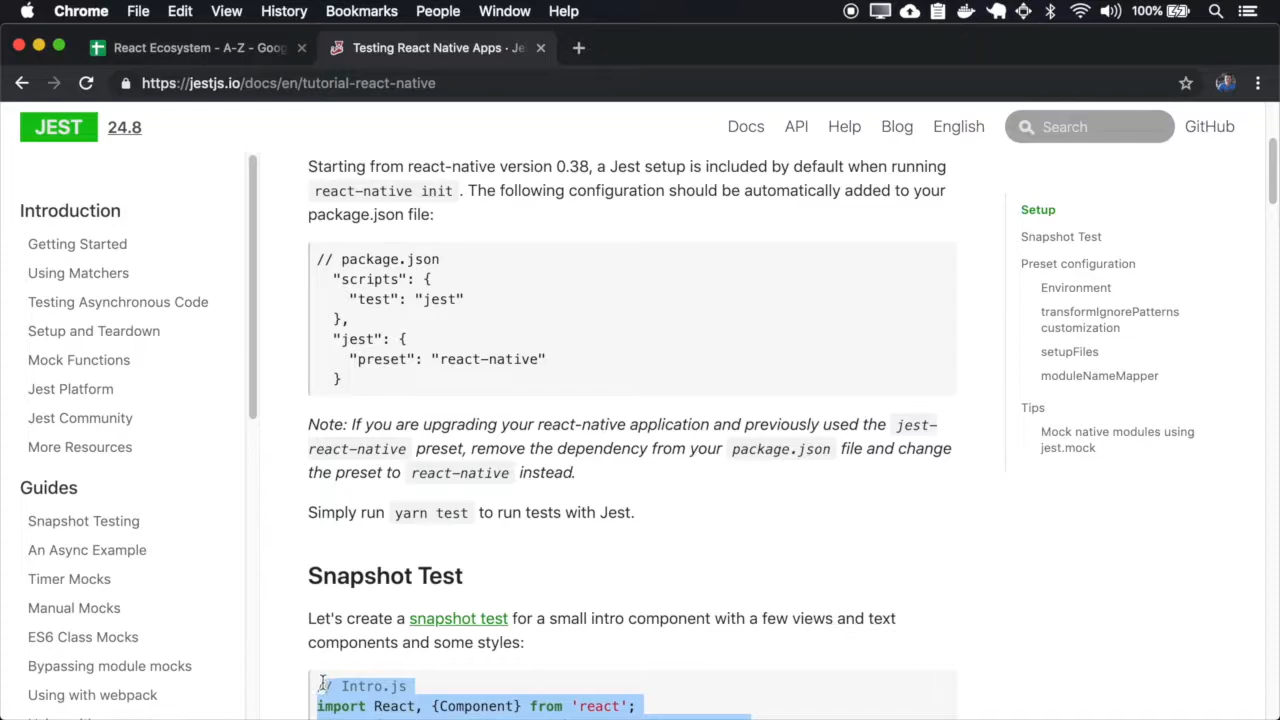 Chrome File Edit View History Bookmarks People Window Help 100%
React Ecosystem - A-Z - Goog
Testing React Native Apps · Je
https://jestjs.io/docs/en/tutorial-react-native
JEST 24.8 Docs API Help Blog English Search GitHub
Introduction
Getting Started
Using Matchers
Testing Asynchronous Code
Setup and Teardown
Mock Functions
Jest Platform
Jest Community
More Resources
Guides
Snapshot Testing
An Async Example
Timer Mocks
Manual Mocks
ES6 Class Mocks
Bypassing module mocks
Using with webpack
Starting from react-native version 0.38, a Jest setup is included by default when running
react-native init . The following configuration should be automatically added to your
package.json file:
// package.json
"scripts": {
"test": "jest"
},
"jest": {
"preset": "react-native"
}
Note: If you are upgrading your react-native application and previously used the jest-
react-native preset, remove the dependency from your package.json file and change
the preset to react-native instead.
Simply run yarn test to run tests with Jest.
Snapshot Test
Let's create a snapshot test for a small intro component with a few views and text
components and some styles:
// Intro.js
import React, {Component} from 'react';
Setup
Snapshot Test
Preset configuration
Environment
transformIgnorePatterns
customization
setupFiles
moduleNameMapper
Tips
Mock native modules using
jest.mock